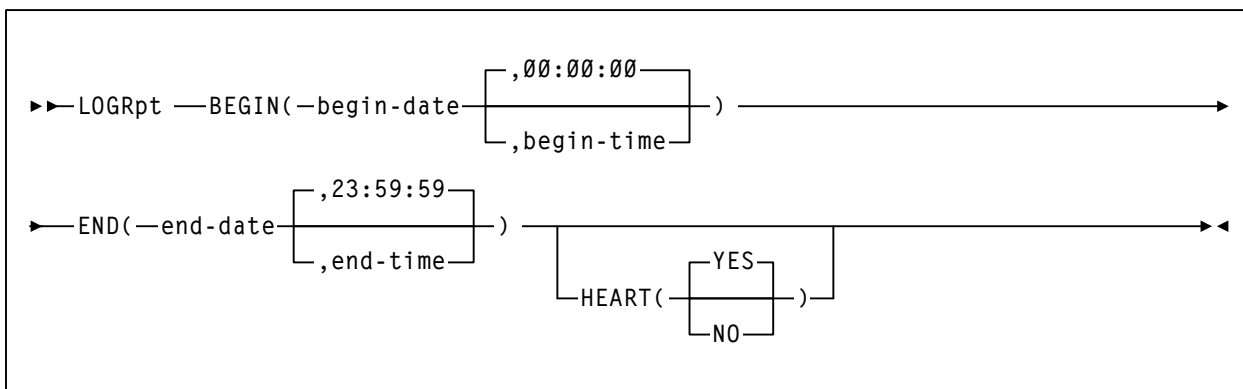 ,00:00:00
LOGRpt BEGIN( begin-date )
,begin-time
,23:59:59
END( end-date )
,end-time
YES
HEART( )
NO